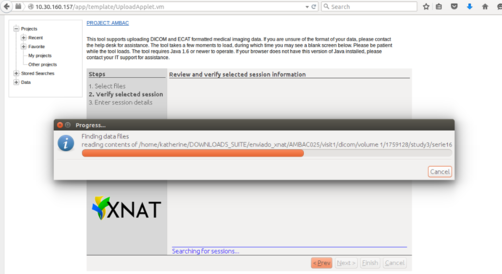 10.30.160.157/app/template/UploadApplet.vm
Search
Projects
Recent
Favorite
My projects
Other projects
Stored Searches
Data
PROJECT: AMBAC
This tool supports uploading DICOM and ECAT formatted medical imaging data. If you are unsure of the format of your data, please contact
the help desk for assistance. The tool takes a few moments to load, during which time you may see a blank screen below. Please be patient
while the tool loads. The tool requires Java 1.6 or newer to operate. If your browser does not have this version of Java installed, please
contact your IT support for assistance.
Steps
1. Select files
2. Verify selected session
3. Enter session details
Review and verify selected session information
Progress...
Finding data files
reading contents of /home/katherine/DOWNLOADS_SUITE/enviado_xnat/AMBAC025/visit1/dicom/volume 1/1759128/study3/serie16
Cancel
XNAT
Searching for sessions...
< Prev
Next >
Finish
Cancel